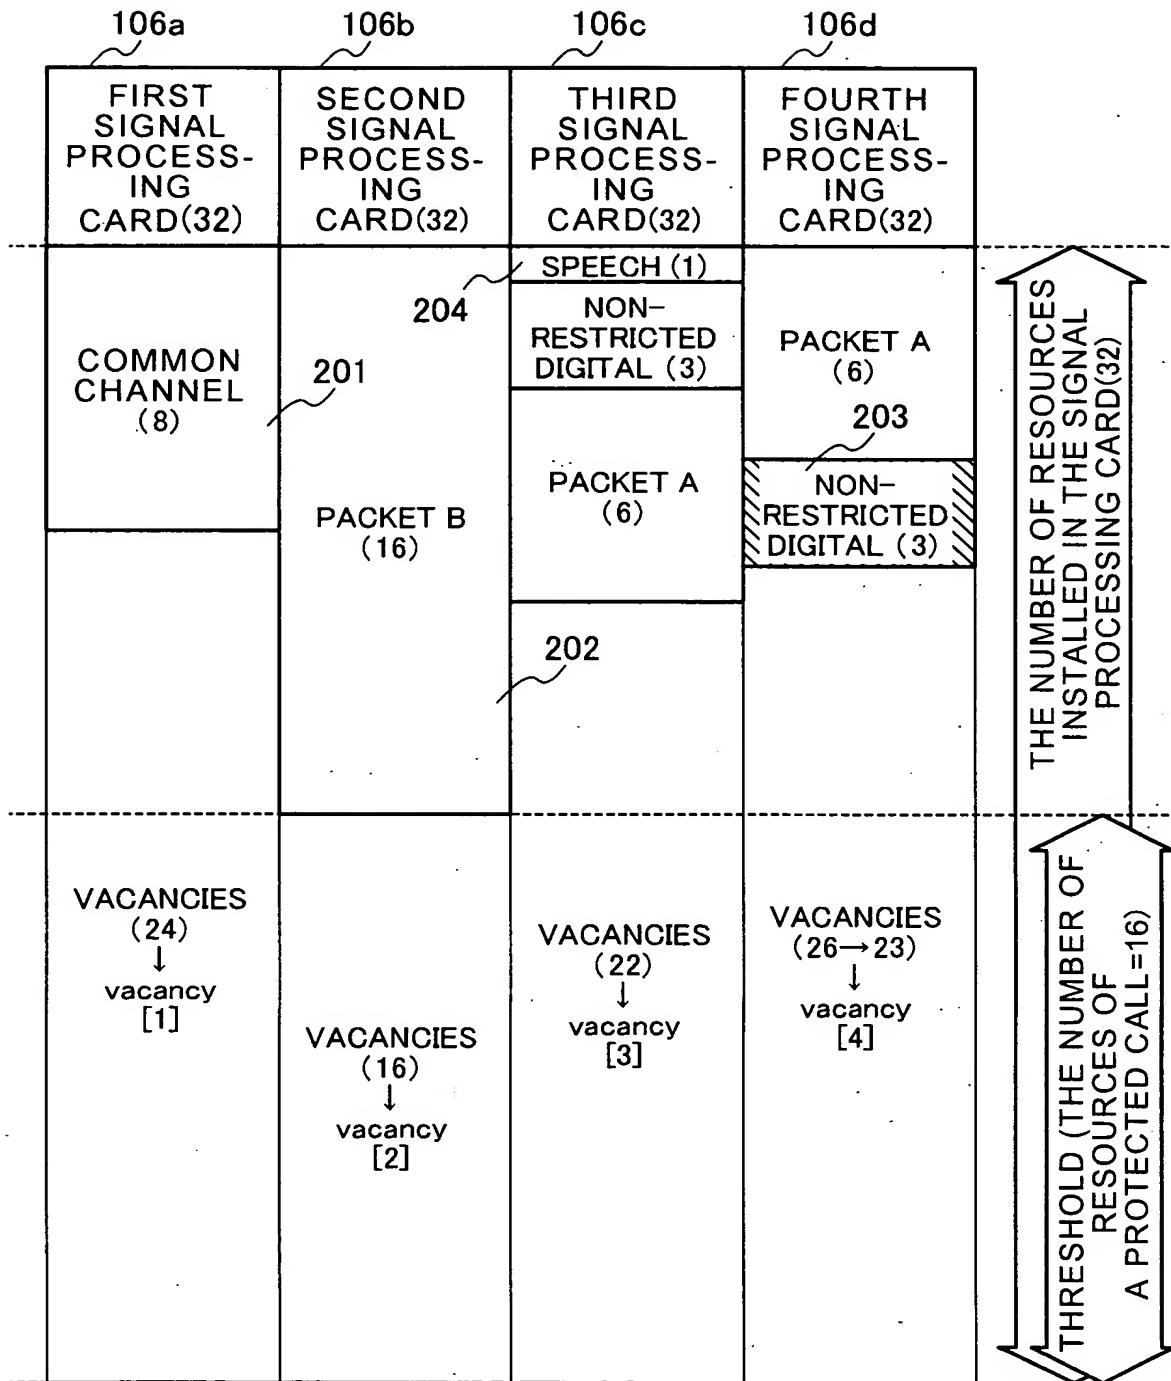 106a
106b
106c
106d
FIRST
SIGNAL
PROCESS-
ING
CARD(32)
SECOND
SIGNAL
PROCESS-
ING
CARD(32)
THIRD
SIGNAL
PROCESS-
ING
CARD(32)
FOURTH
SIGNAL
PROCESS-
ING
CARD(32)
COMMON
CHANNEL
(8)
201
PACKET B
(16)
202
204
SPEECH (1)
NON-
RESTRICTED
DIGITAL (3)
PACKET A
(6)
PACKET A
(6)
203
NON-
RESTRICTED
DIGITAL (3)
VACANCIES
(24)
↓
vacancy
[1]
VACANCIES
(16)
↓
vacancy
[2]
VACANCIES
(22)
↓
vacancy
[3]
VACANCIES
(26→23)
↓
vacancy
[4]
THE NUMBER OF RESOURCES
INSTALLED IN THE SIGNAL
PROCESSING CARD(32)
THRESHOLD (THE NUMBER OF
RESOURCES OF
A PROTECTED CALL=16)